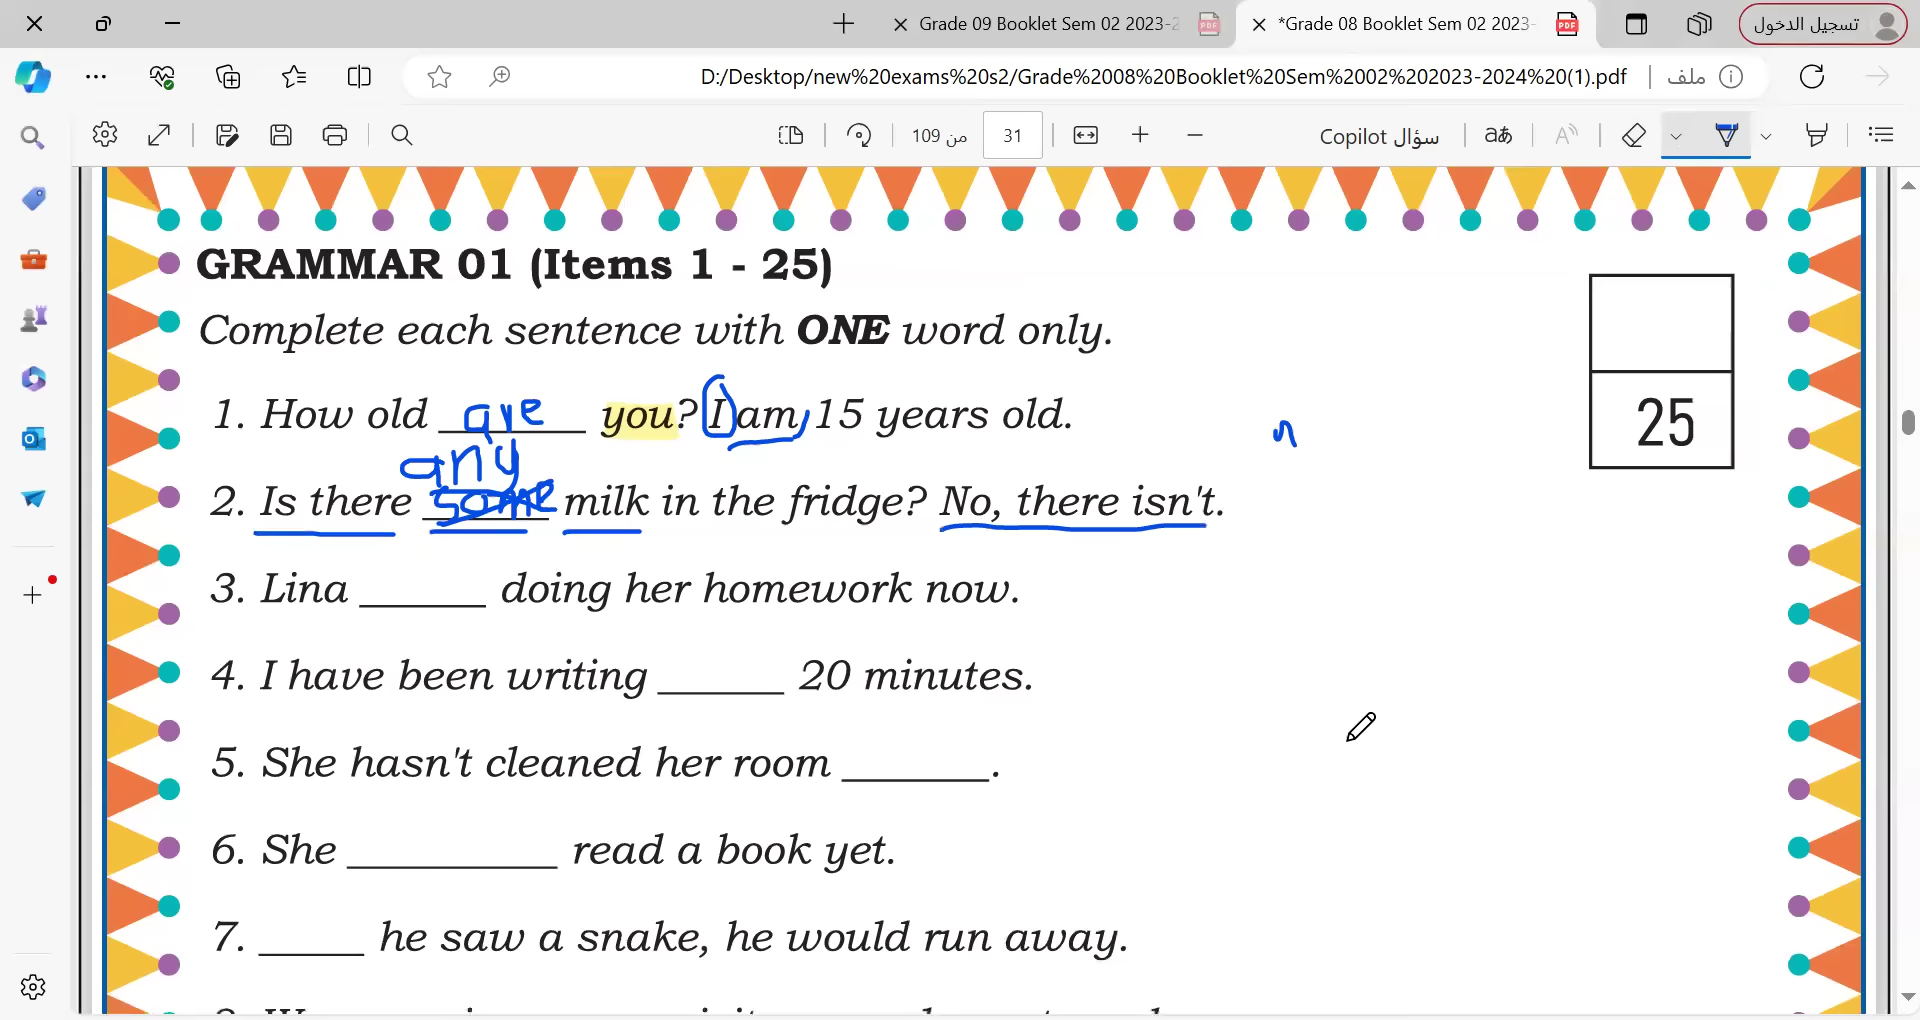 Grade 09 Booklet Sem 02 2023-2
*Grade 08 Booklet Sem 02 2023-
تسجيل الدخول
D:/Desktop/new%20exams%20s2/Grade%2008%20Booklet%20Sem%2002%202023-2024%20(1).pdf
ملف
31 من 109
سؤال Copilot
GRAMMAR 01 (Items 1 - 25)
Complete each sentence with ONE word only.
25
1. How old are you? I am 15 years old.
any
2. Is there some milk in the fridge? No, there isn't.
n
3. Lina ______ doing her homework now.
4. I have been writing ______ 20 minutes.
5. She hasn't cleaned her room _______.
6. She __________ read a book yet.
7. _____ he saw a snake, he would run away.